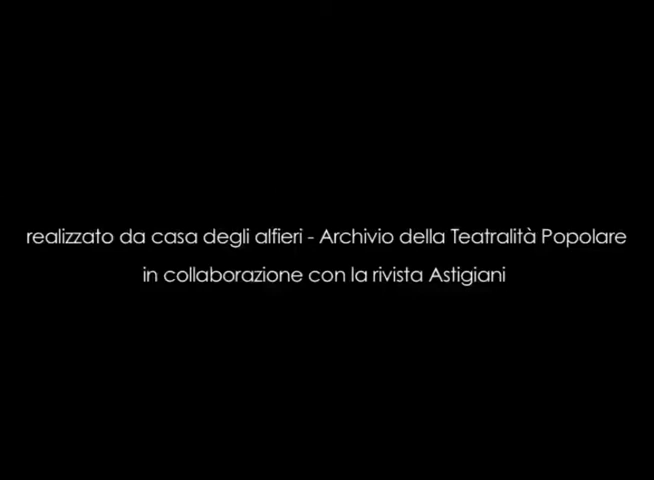 realizzato da casa degli alfieri - Archivio della Teatralità Popolare
in collaborazione con la rivista Astigiani